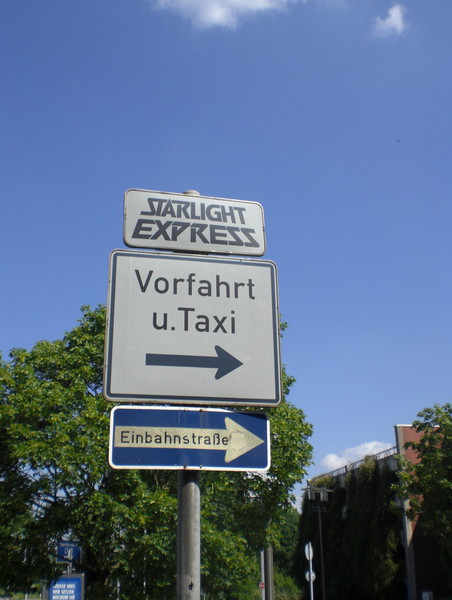 STARLIGHT
EXPRESS
Vorfahrt
u.Taxi
Einbahnstraße